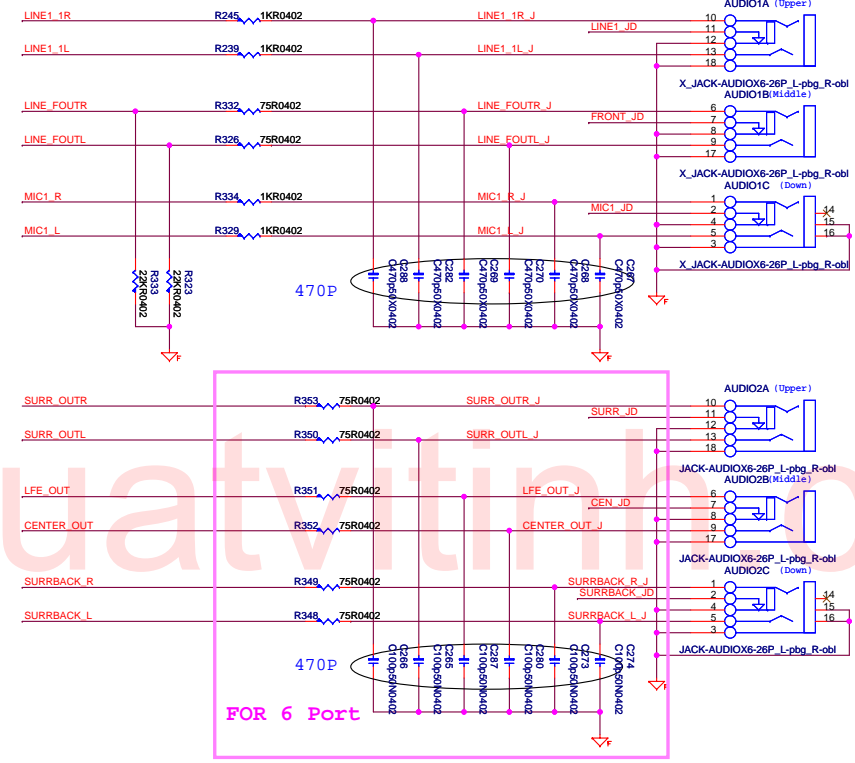 AUDIO1A (Upper)
LINE1_1R R245 1KR0402 LINE1_1R_J 10
LINE1_JD 11
12
LINE1_1L R239 1KR0402 LINE1_1L_J 13
18
X_JACK-AUDIOX6-26P_L-pbg_R-obl
AUDIO1B(Middle)
LINE_FOUTR R332 75R0402 LINE_FOUTR_J 6
FRONT_JD 7
8
LINE_FOUTL R326 75R0402 LINE_FOUTL_J 9
17
X_JACK-AUDIOX6-26P_L-pbg_R-obl
AUDIO1C (Down)
MIC1_R R334 1KR0402 MIC1_R_J 1
MIC1_JD 2 14
4 15
MIC1_L R329 1KR0402 MIC1_L_J 5 16
3
X_JACK-AUDIOX6-26P_L-pbg_R-obl
R333 22KR0402
R323 22KR0402
470P
C288 C470p50X0402
C282 C470p50X0402
C269 C470p50X0402
C270 C470p50X0402
C268 C470p50X0402
C470p50X0402
F
F
AUDIO2A (Upper)
SURR_OUTR R353 75R0402 SURR_OUTR_J 10
SURR_JD 11
12
SURR_OUTL R350 75R0402 SURR_OUTL_J 13
18
JACK-AUDIOX6-26P_L-pbg_R-obl
AUDIO2B(Middle)
LFE_OUT R351 75R0402 LFE_OUT_J 6
CEN_JD 7
8
CENTER_OUT R352 75R0402 CENTER_OUT_J 9
17
JACK-AUDIOX6-26P_L-pbg_R-obl
AUDIO2C (Down)
SURRBACK_R R349 75R0402 SURRBACK_R_J 1
SURRBACK_JD 2 14
4 15
SURRBACK_L R348 75R0402 SURRBACK_L_J 5 16
3
JACK-AUDIOX6-26P_L-pbg_R-obl
470P
C266 C100p50N0402
C265 C100p50N0402
C287 C100p50N0402
C280 C100p50N0402
C273 C100p50N0402
C274 C100p50N0402
F
FOR 6 Port
F
uatvitinh.c